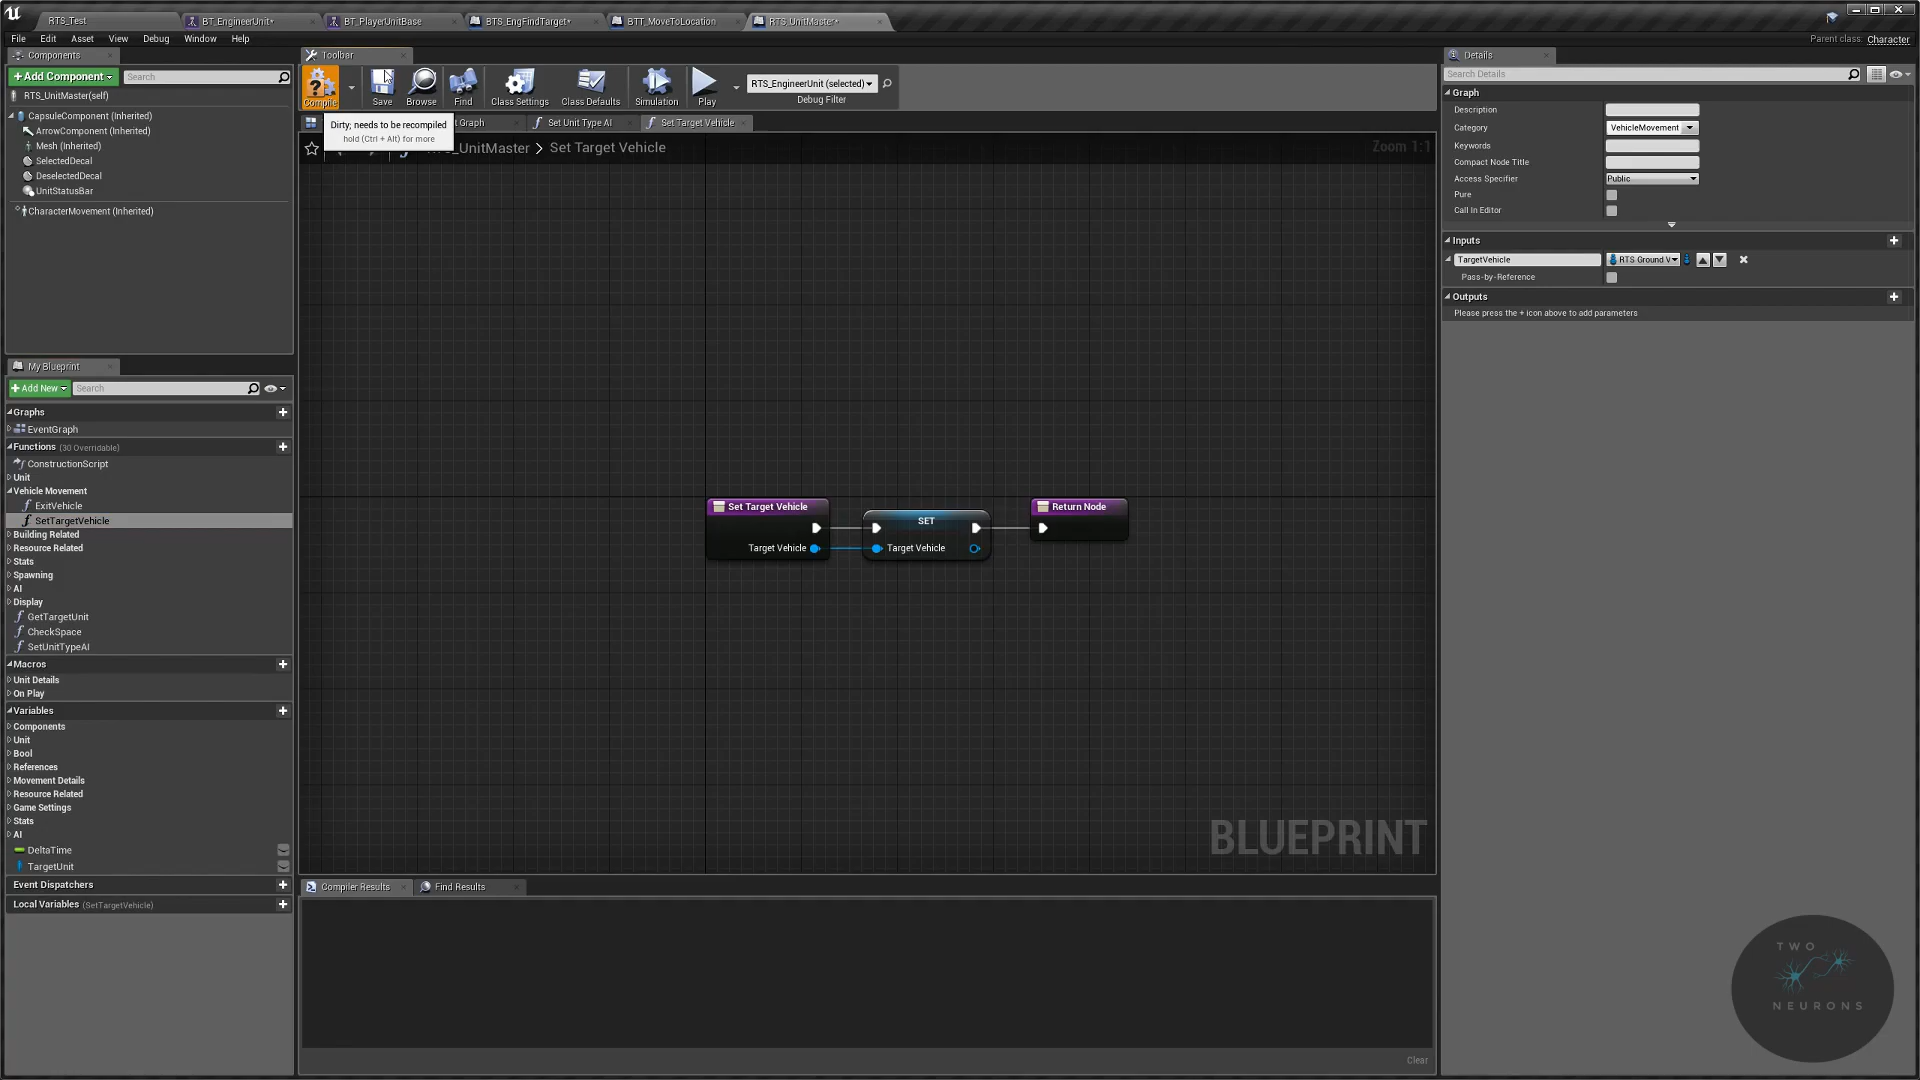 RTS_Test
BT_EngineerUnit*
BT_PlayerUnitBase
BTS_EngFindTarget*
BTT_MoveToLocation
RTS_UnitMaster*
File
Edit
Asset
View
Debug
Window
Help
Parent class: Character
Components
Add Component
Search
RTS_UnitMaster(self)
CapsuleComponent (Inherited)
ArrowComponent (Inherited)
Mesh (Inherited)
SelectedDecal
DeselectedDecal
UnitStatusBar
CharacterMovement (Inherited)
My Blueprint
Add New
Search
Graphs
EventGraph
Functions (30 Overridable)
ConstructionScript
Unit
Vehicle Movement
ExitVehicle
SetTargetVehicle
Building Related
Resource Related
Stats
Spawning
AI
Display
GetTargetUnit
CheckSpace
SetUnitTypeAI
Macros
Unit Details
On Play
Variables
Components
Unit
Bool
References
Movement Details
Resource Related
Game Settings
Stats
AI
DeltaTime
TargetUnit
Event Dispatchers
Local Variables (SetTargetVehicle)
Toolbar
Compile
Save
Browse
Find
Class Settings
Class Defaults
Simulation
Play
RTS_EngineerUnit (selected)
Debug Filter
Dirty; needs to be recompiled
hold (Ctrl + Alt) for more
Graph
Set Unit Type AI
Set Target Vehicle
_UnitMaster > Set Target Vehicle
Zoom 1:1
Set Target Vehicle
Target Vehicle
SET
Target Vehicle
Return Node
BLUEPRINT
Compiler Results
Find Results
Clear
Details
Search Details
Graph
Description
Category
VehicleMovement
Keywords
Compact Node Title
Access Specifier
Public
Pure
Call In Editor
Inputs
TargetVehicle
RTS Ground V
Pass-by-Reference
Outputs
Please press the + icon above to add parameters
TWO
NEURONS